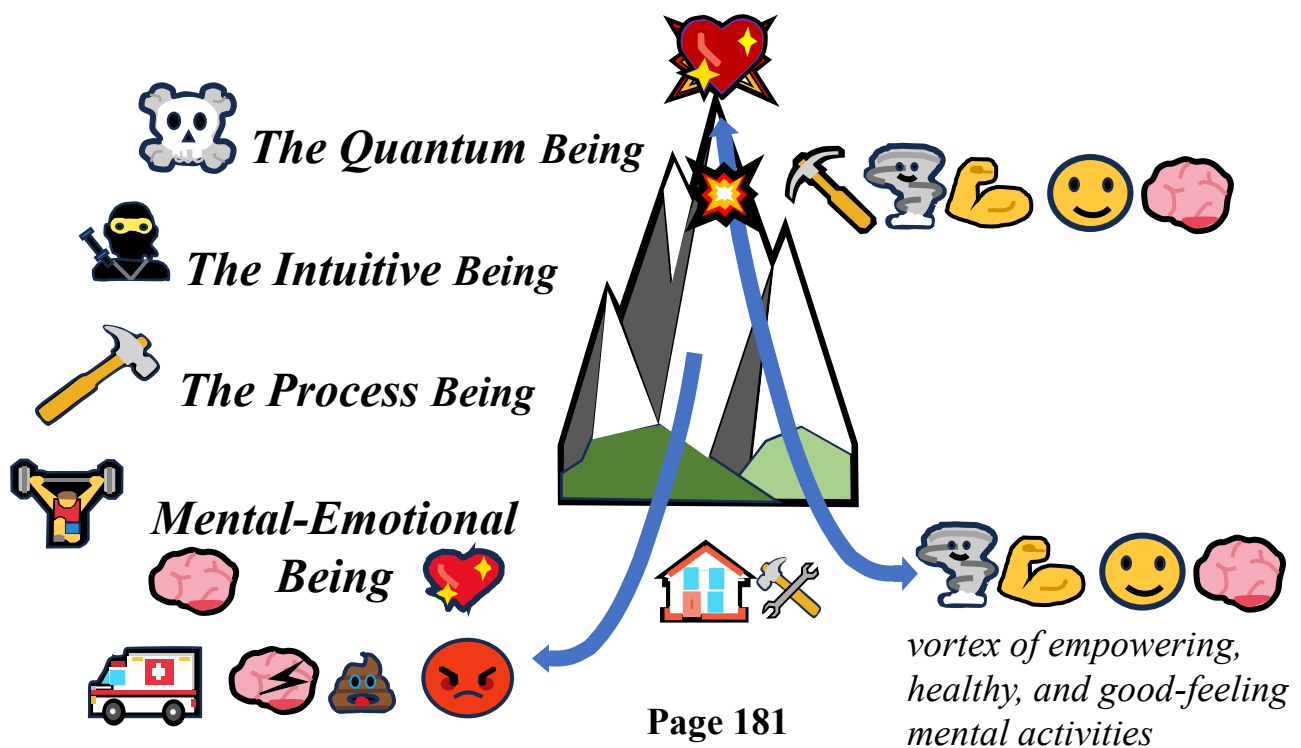 The Quantum Being
The Intuitive Being
The Process Being
Mental-Emotional
Being
Page 181
vortex of empowering,
healthy, and good-feeling
mental activities